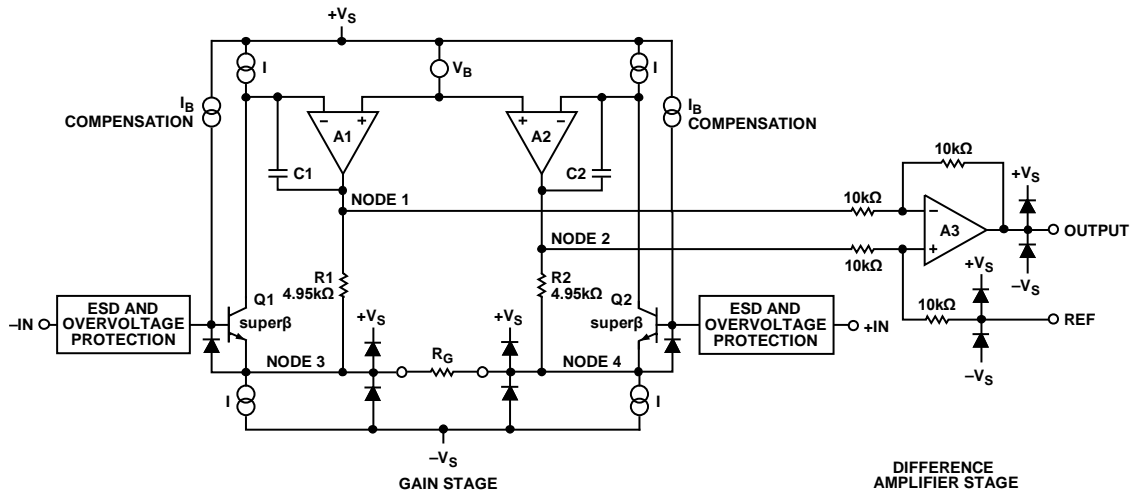 +VS
I
VB
I
IB
COMPENSATION
IB
COMPENSATION
− +
A1
+ −
A2
C1
C2
NODE 1
NODE 2
10kΩ
10kΩ
10kΩ
10kΩ
−
+
A3
+VS
−VS
OUTPUT
+VS
−VS
REF
R1
4.95kΩ
R2
4.95kΩ
Q1
superβ
Q2
superβ
−IN
ESD AND
OVERVOLTAGE
PROTECTION
ESD AND
OVERVOLTAGE
PROTECTION
+IN
NODE 3
+VS
RG
+VS
NODE 4
I
I
−VS
GAIN STAGE
DIFFERENCE
AMPLIFIER STAGE